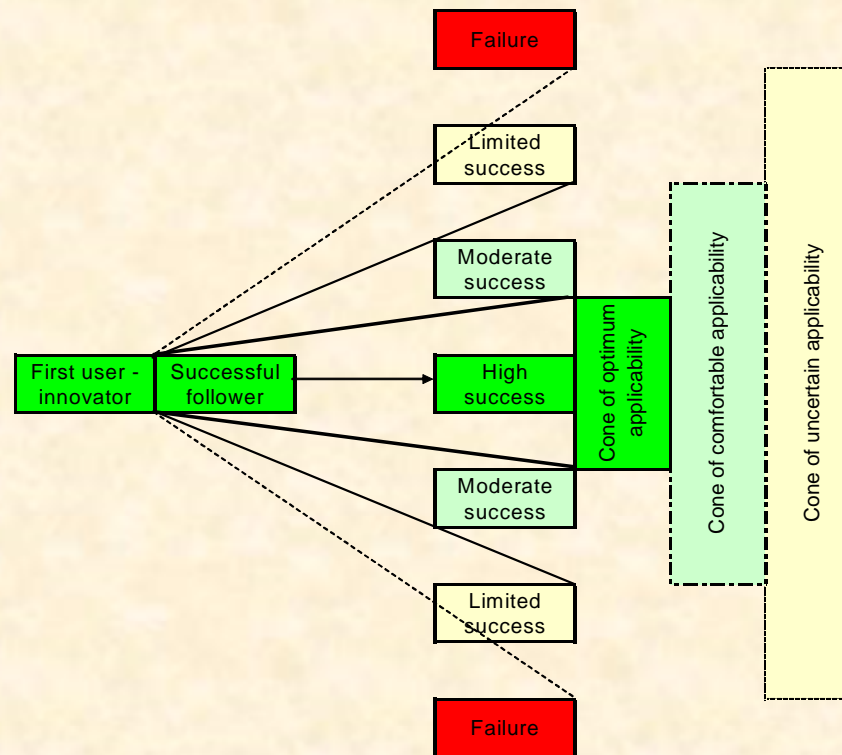 Failure
Limited
success
Moderate
success
First user -
innovator
Successful
follower
High
success
Moderate
success
Limited
success
Failure
Cone of optimum
applicability
Cone of comfortable applicability
Cone of uncertain applicability